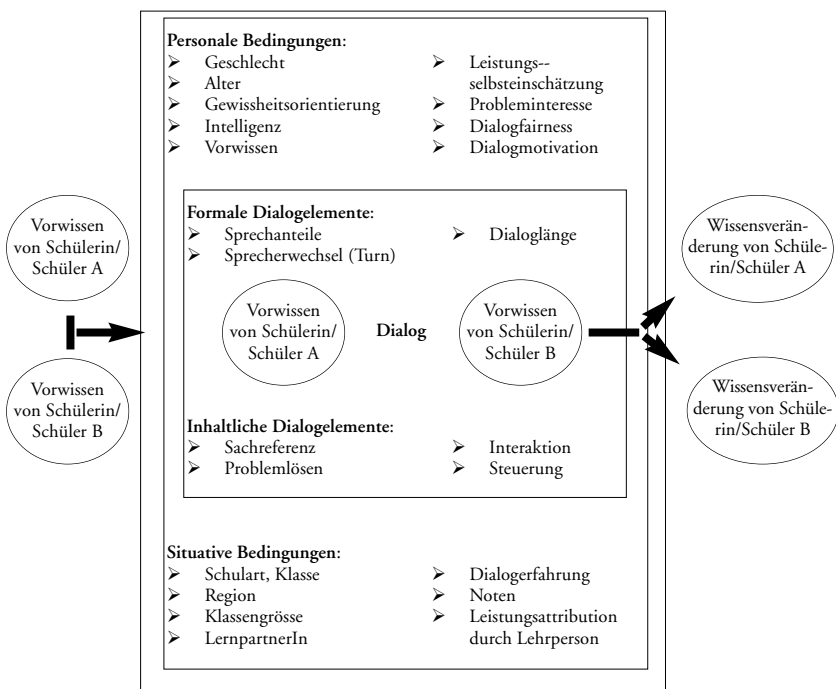 Personale Bedingungen:
➤ Geschlecht
➤ Alter
➤ Gewissheitsorientierung
➤ Intelligenz
➤ Vorwissen
➤ Leistungs--
selbsteinschätzung
➤ Probleminteresse
➤ Dialogfairness
➤ Dialogmotivation
Vorwissen
von Schülerin/
Schüler A
Vorwissen
von Schülerin/
Schüler B
Formale Dialogelemente:
➤ Sprechanteile
➤ Sprecherwechsel (Turn)
➤ Dialoglänge
Vorwissen
von Schülerin/
Schüler A
Dialog
Vorwissen
von Schülerin/
Schüler B
Inhaltliche Dialogelemente:
➤ Sachreferenz
➤ Problemlösen
➤ Interaktion
➤ Steuerung
Wissensverän-
derung von Schüle-
rin/Schüler A
Wissensverän-
derung von Schüle-
rin/Schüler B
Situative Bedingungen:
➤ Schulart, Klasse
➤ Region
➤ Klassengrösse
➤ LernpartnerIn
➤ Dialogerfahrung
➤ Noten
➤ Leistungsattribution
durch Lehrperson